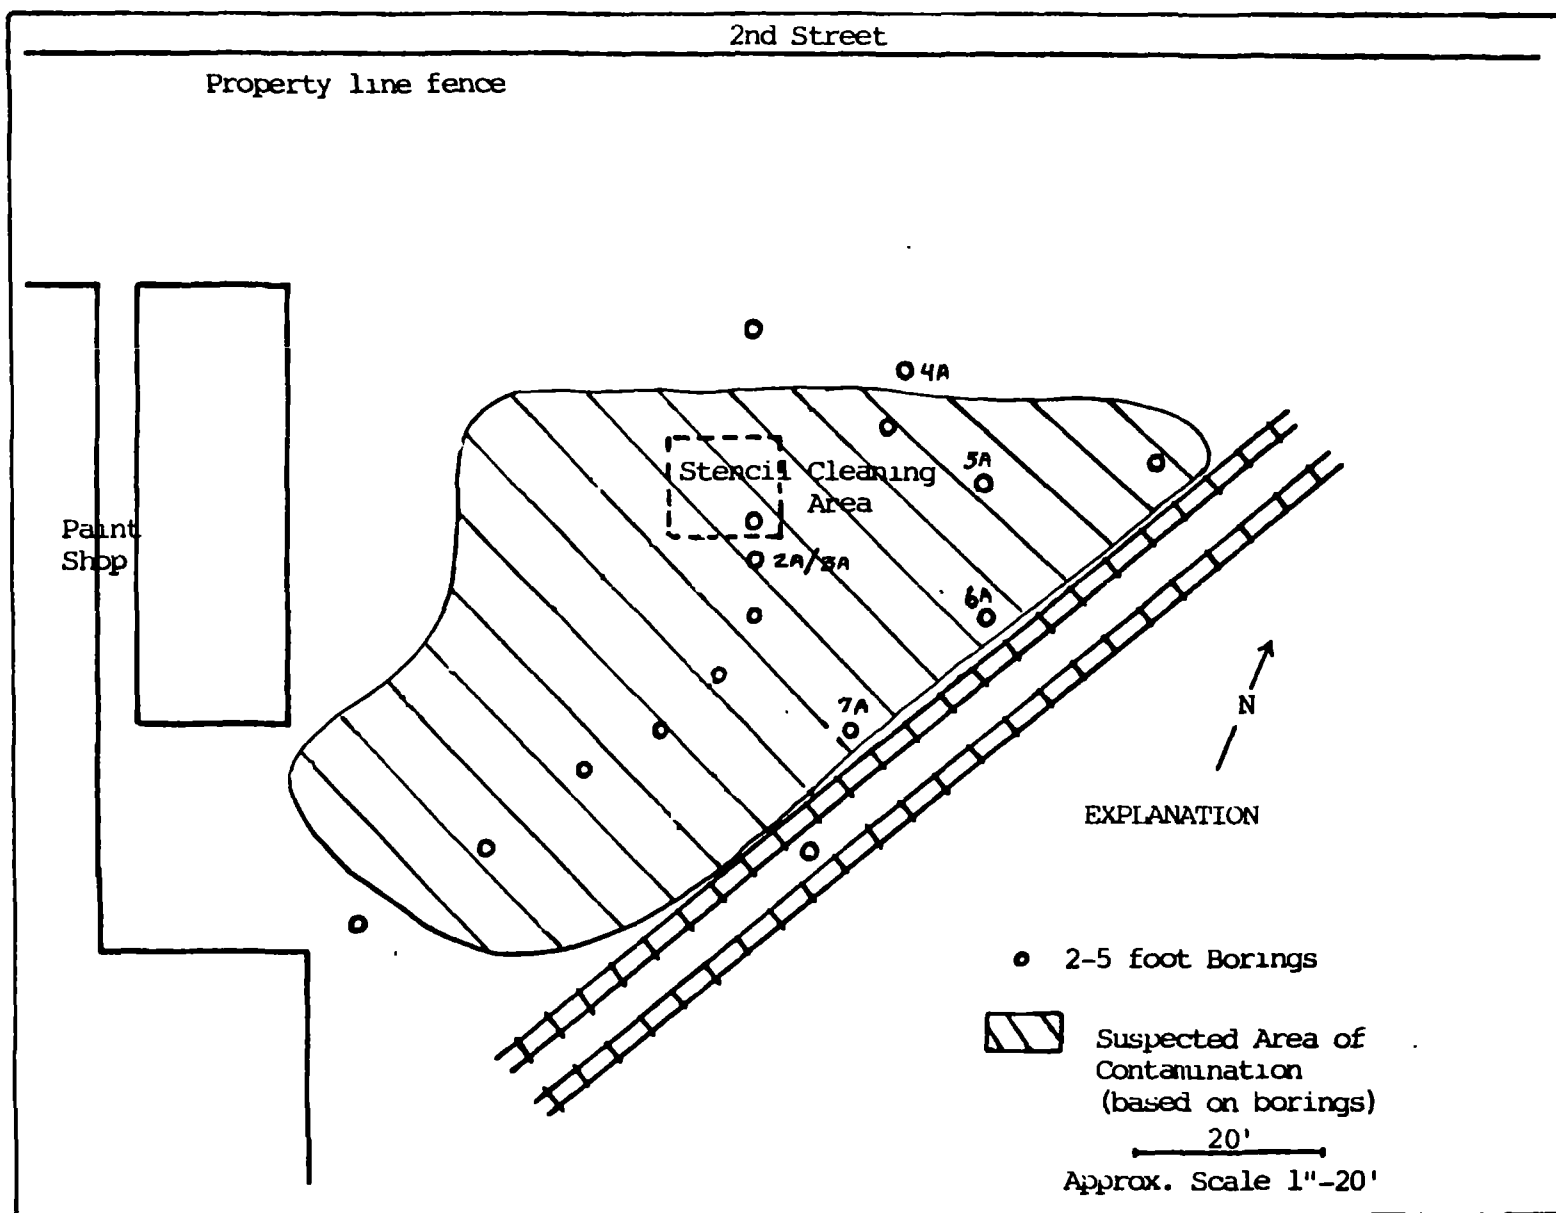 2nd Street
Property line fence
4A
Stencil Cleaning
Area
5A
Paint
Shop
2A/3A
6A
7A
N
EXPLANATION
2-5 foot Borings
Suspected Area of
Contamination
(based on borings)
20'
Approx. Scale 1"-20'